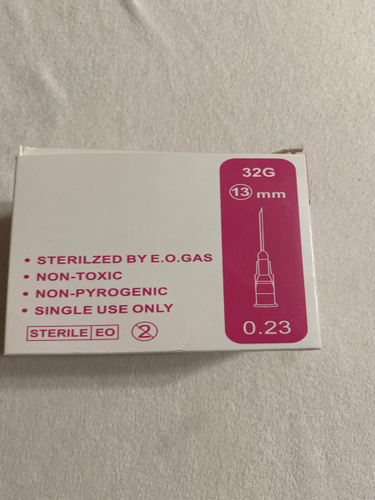 32G
13 mm
• STERILZED BY E.O.GAS
• NON-TOXIC
• NON-PYROGENIC
• SINGLE USE ONLY
STERILE EO 2
0.23